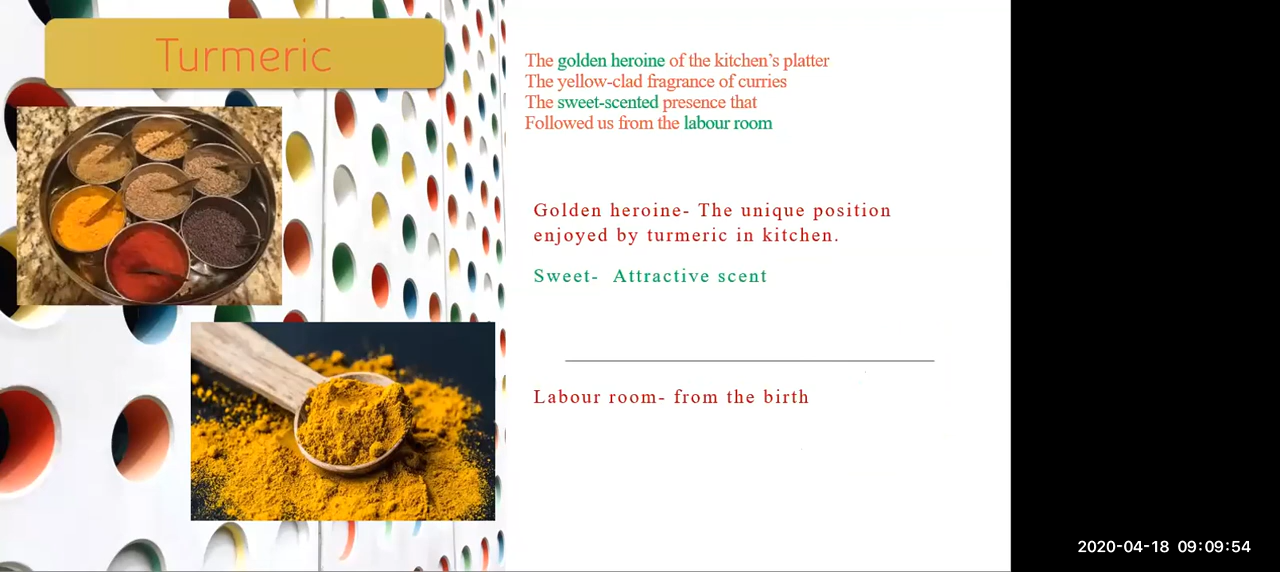 Turmeric
The golden heroine of the kitchen’s platter
The yellow-clad fragrance of curries
The sweet-scented presence that
Followed us from the labour room
Golden heroine- The unique position
enjoyed by turmeric in kitchen.
Sweet-  Attractive scent
Labour room- from the birth
2020-04-18 09:09:54